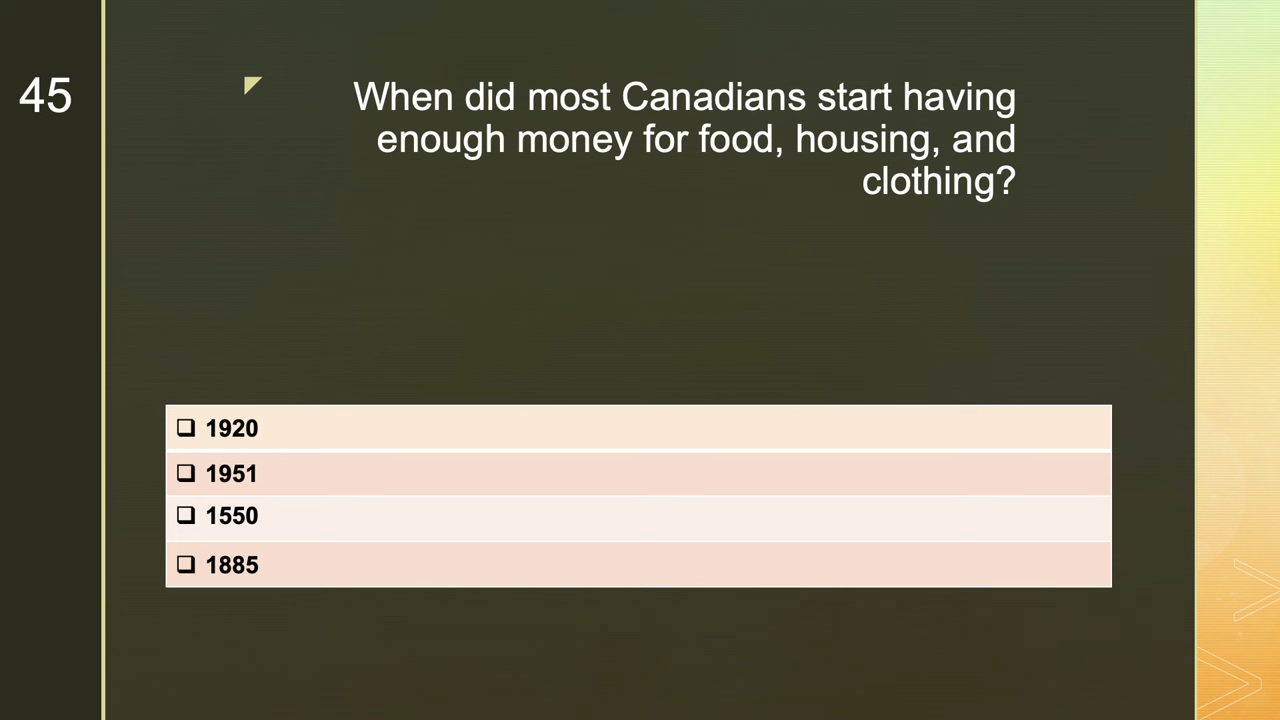 45
When did most Canadians start having
enough money for food, housing, and
clothing?
❑ 1920
❑ 1951
❑ 1550
❑ 1885